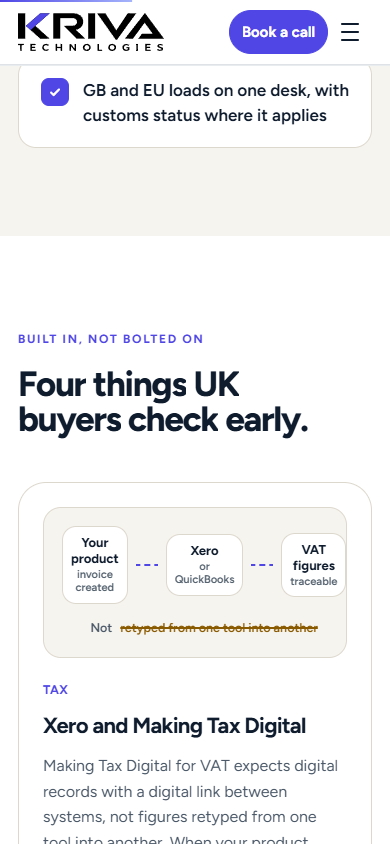 KRIVA
TECHNOLOGIES
Book a call
GB and EU loads on one desk, with
customs status where it applies
BUILT IN, NOT BOLTED ON
Four things UK
buyers check early.
Your
product
invoice
created
Xero
or
QuickBooks
VAT
figures
traceable
Not retyped from one tool into another
TAX
Xero and Making Tax Digital
Making Tax Digital for VAT expects digital
records with a digital link between
systems, not figures retyped from one
tool into another. When your product